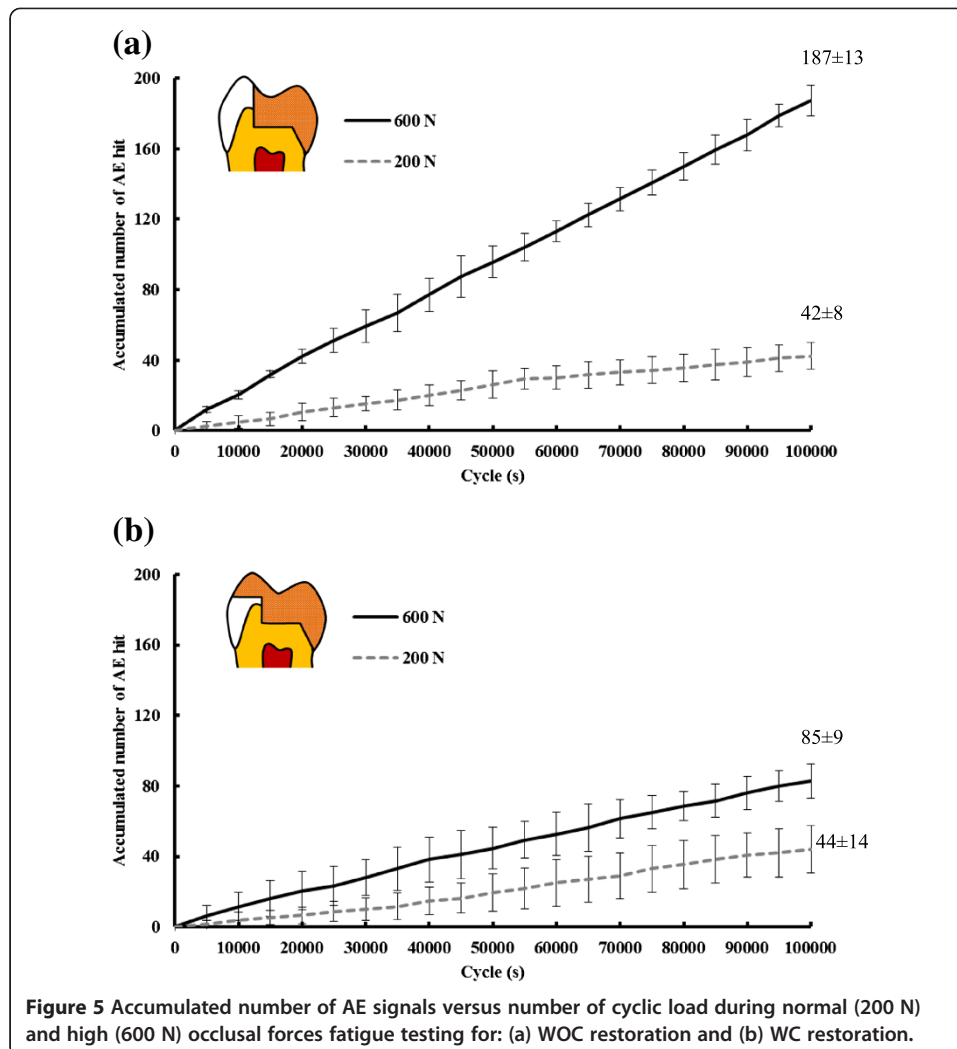 (a)
187±13
200
160
120
80
40
0
Accumulated number of AE hit
600 N
200 N
42±8
0 10000 20000 30000 40000 50000 60000 70000 80000 90000 100000
Cycle (s)
(b)
200
160
120
80
40
0
Accumulated number of AE hit
600 N
200 N
85±9
44±14
0 10000 20000 30000 40000 50000 60000 70000 80000 90000 100000
Cycle (s)
Figure 5 Accumulated number of AE signals versus number of cyclic load during normal (200 N)
and high (600 N) occlusal forces fatigue testing for: (a) WOC restoration and (b) WC restoration.